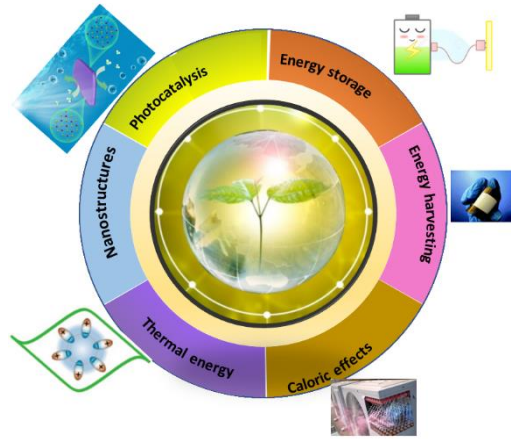 Photocatalysis
Energy storage
Energy harvesting
Caloric effects
Thermal energy
Nanostructures